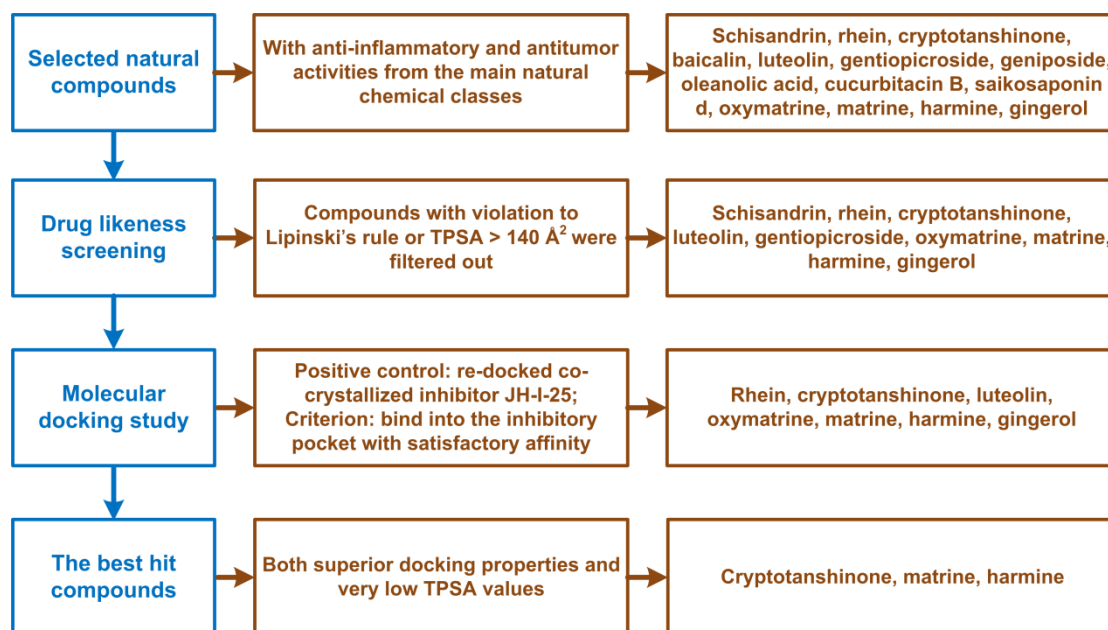 Selected natural
compounds
With anti-inflammatory and antitumor
activities from the main natural
chemical classes
Schisandrin, rhein, cryptotanshinone,
baicalin, luteolin, gentiopicroside, geniposide,
oleanolic acid, cucurbitacin B, saikosaponin
d, oxymatrine, matrine, harmine, gingerol
Drug likeness
screening
Compounds with violation to
Lipinski's rule or TPSA > 140 Å² were
filtered out
Schisandrin, rhein, cryptotanshinone,
luteolin, gentiopicroside, oxymatrine, matrine,
harmine, gingerol
Molecular
docking study
Positive control: re-docked co-
crystallized inhibitor JH-I-25;
Criterion: bind into the inhibitory
pocket with satisfactory affinity
Rhein, cryptotanshinone, luteolin,
oxymatrine, matrine, harmine, gingerol
The best hit
compounds
Both superior docking properties and
very low TPSA values
Cryptotanshinone, matrine, harmine